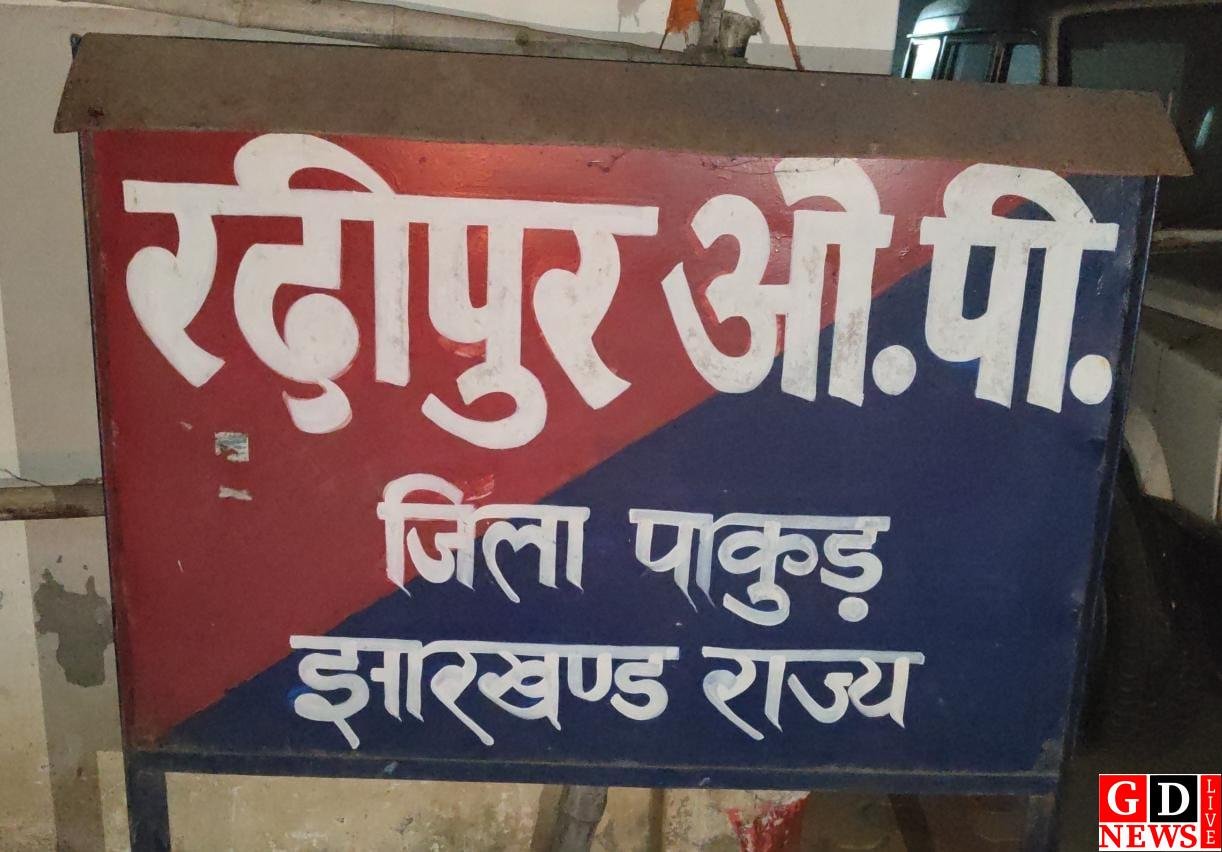 रद़ीपुर ओ.पी.
जिला पाकुड़
झारखण्ड राज्य
GD
NEWS
LIVE